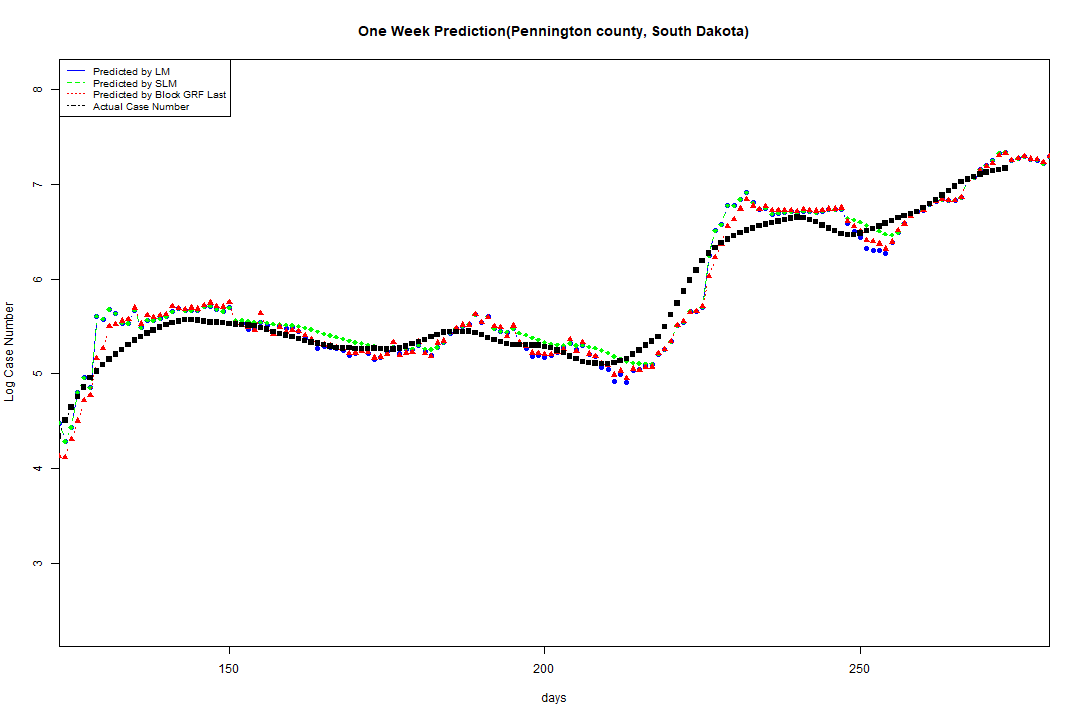 One Week Prediction(Pennington county, South Dakota)
Predicted by LM
Predicted by SLM
Predicted by Block GRF Last
Actual Case Number
8
7
6
5
4
3
Log Case Number
150
200
250
days